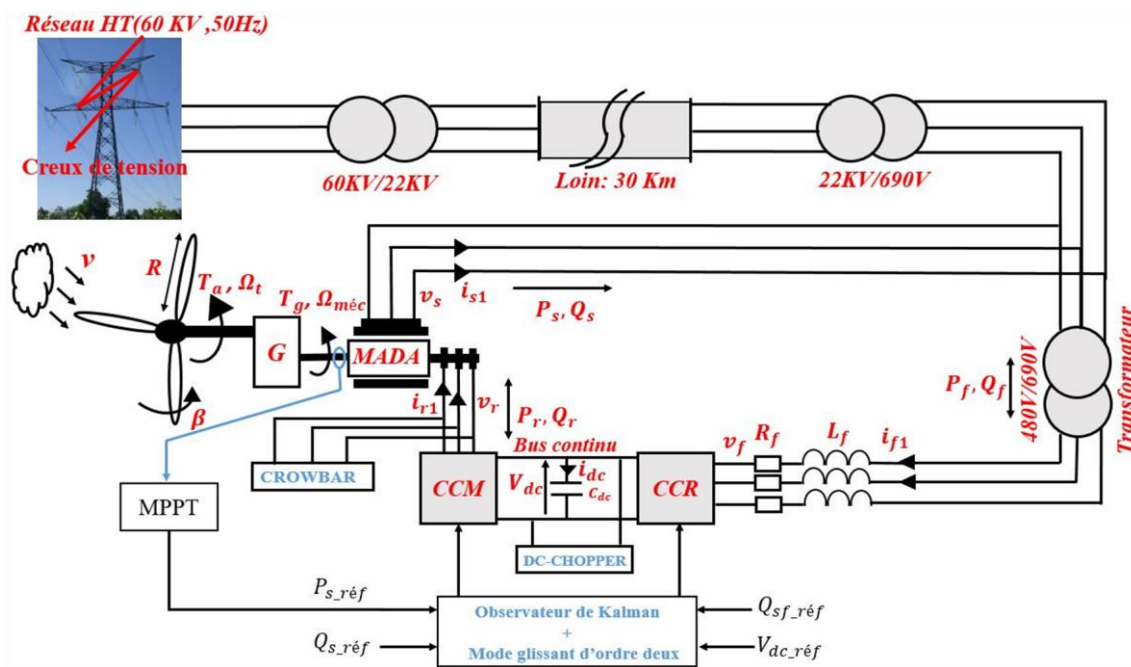 Réseau HT(60 KV ,50Hz)
Creux de tension
60KV/22KV
Loin: 30 Km
22KV/690V
v
R
T_a, Ω_t
T_g, Ω_méc
v_s
i_s1
P_s, Q_s
G
MADA
β
i_r1
v_r
P_r, Q_r
P_f, Q_f
480V/690V
Transformateur
CROWBAR
Bus continu
CCM
V_dc
i_dc
C_dc
CCR
v_f
R_f
L_f
i_f1
MPPT
DC-CHOPPER
P_s_réf
Q_s_réf
Observateur de Kalman
+
Mode glissant d'ordre deux
Q_sf_réf
V_dc_réf